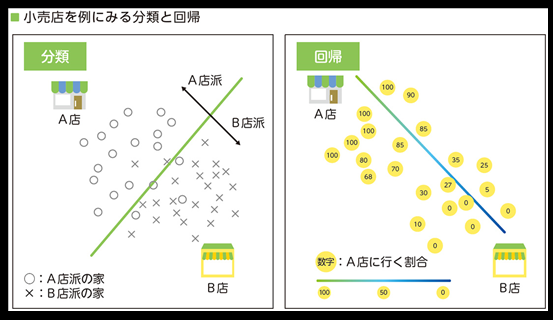 ■小売店を例にみる分類と回帰
分類
A店派
B店派
A店
B店
○：A店派の家
×：B店派の家
回帰
A店
100
90
100
100
85
85
100
80
68
70
35
25
27
30
5
0
0
0
10
0
0
B店
数字：A店に行く割合
100 50 0